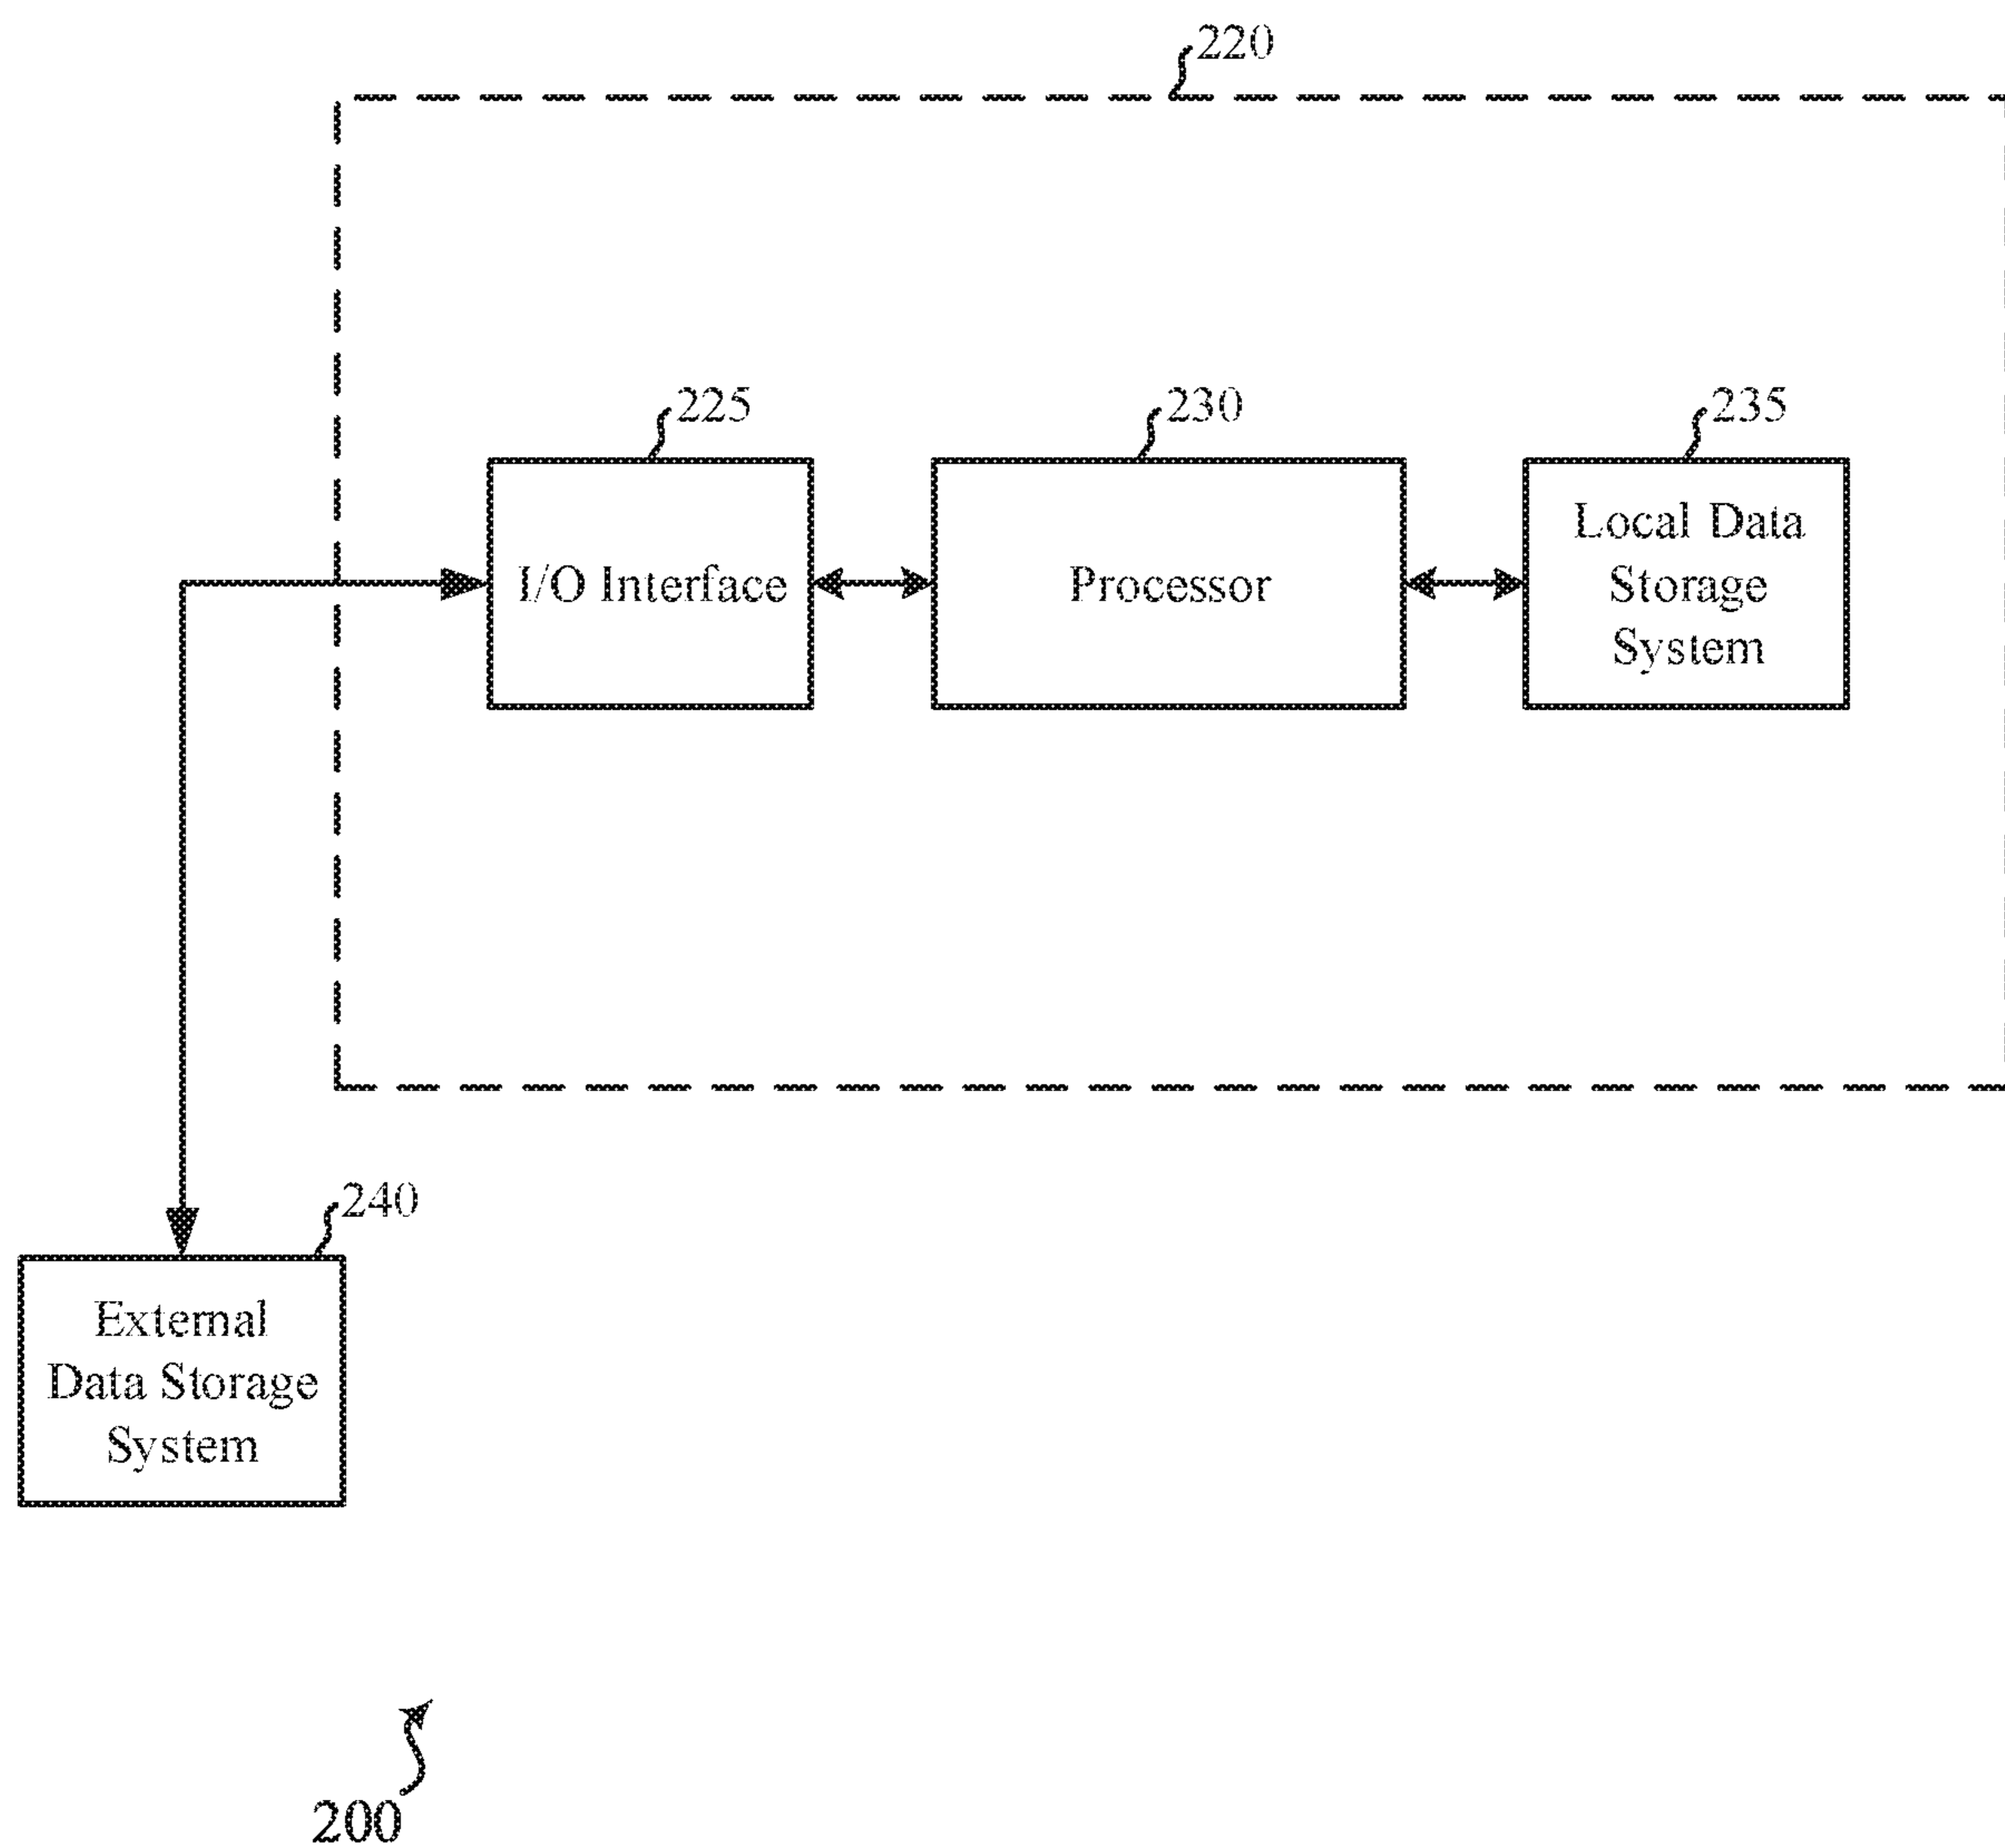 220
225
230
235
I/O Interface
Processor
Local Data
Storage
System
240
External
Data Storage
System
200